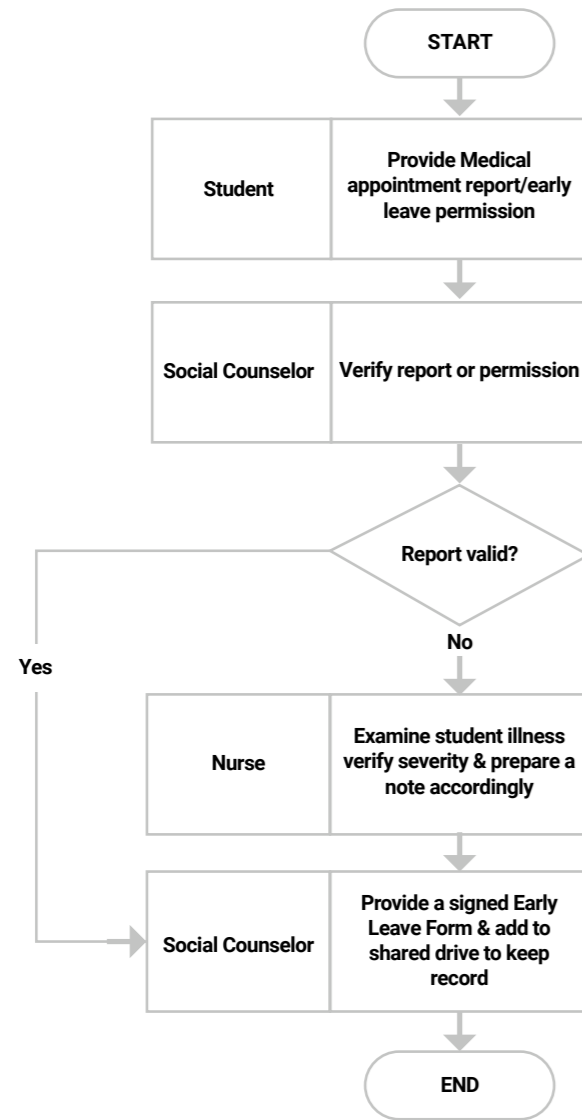 START
Student
Provide Medical
appointment report/early
leave permission
Social Counselor
Verify report or permission
Report valid?
Yes
No
Nurse
Examine student illness
verify severity & prepare a
note accordingly
Social Counselor
Provide a signed Early
Leave Form & add to
shared drive to keep
record
END